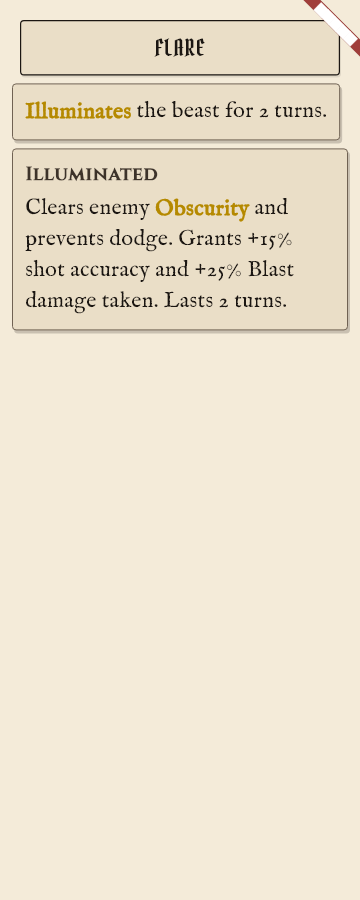 FLARE
Illuminates the beast for 2 turns.
Illuminated
Clears enemy Obscurity and
prevents dodge. Grants +15%
shot accuracy and +25% Blast
damage taken. Lasts 2 turns.